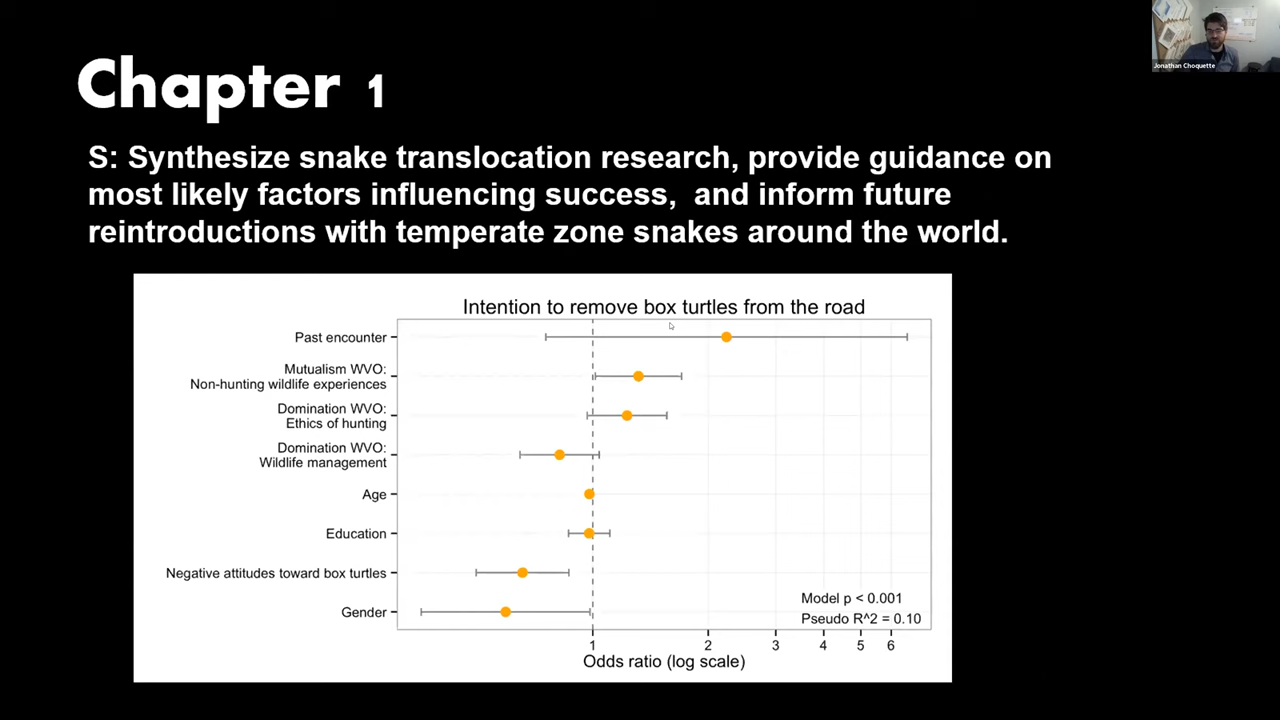 Chapter 1
Jonathan Choquette
S: Synthesize snake translocation research, provide guidance on
most likely factors influencing success, and inform future
reintroductions with temperate zone snakes around the world.
Intention to remove box turtles from the road
Past encounter
Mutualism WVO:
Non-hunting wildlife experiences
Domination WVO:
Ethics of hunting
Domination WVO:
Wildlife management
Age
Education
Negative attitudes toward box turtles
Gender
Model p < 0.001
Pseudo R^2 = 0.10
1 2 3 4 5 6
Odds ratio (log scale)